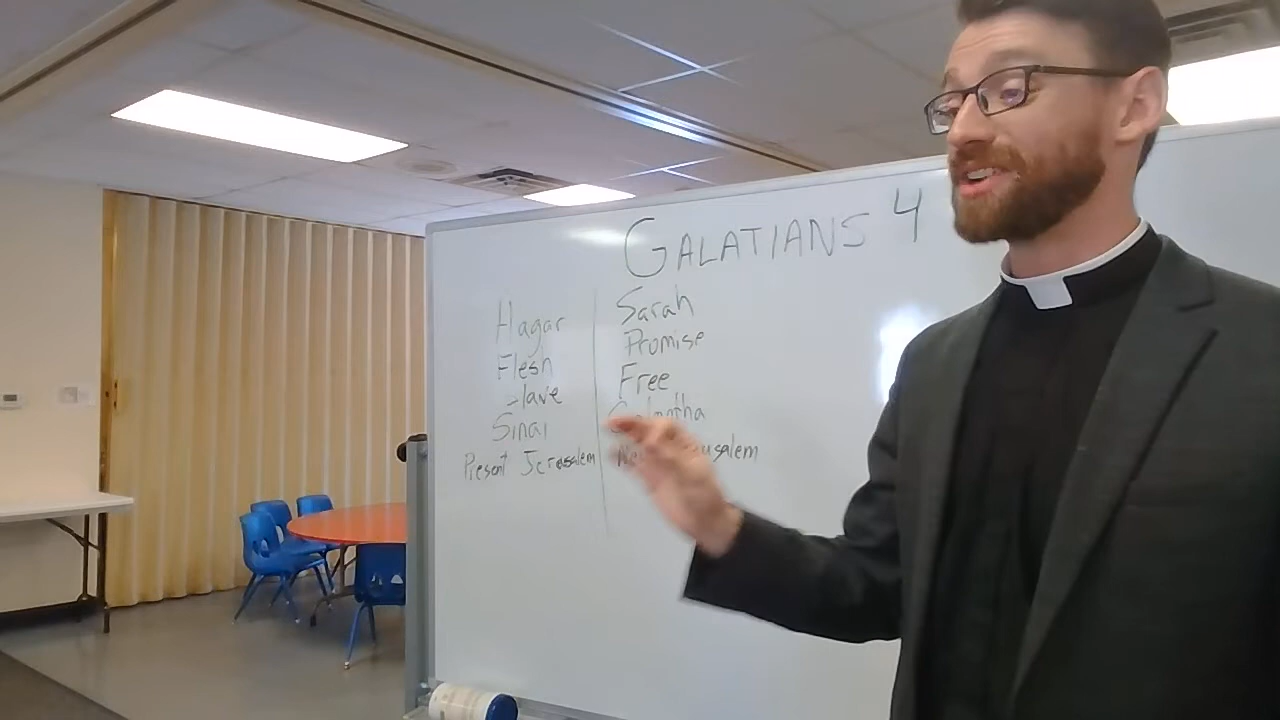 GALATIANS 4
Hagar
Flesh
Slave
Sinai
Present Jerusalem
Sarah
Promise
Free
Golgotha
New Jerusalem